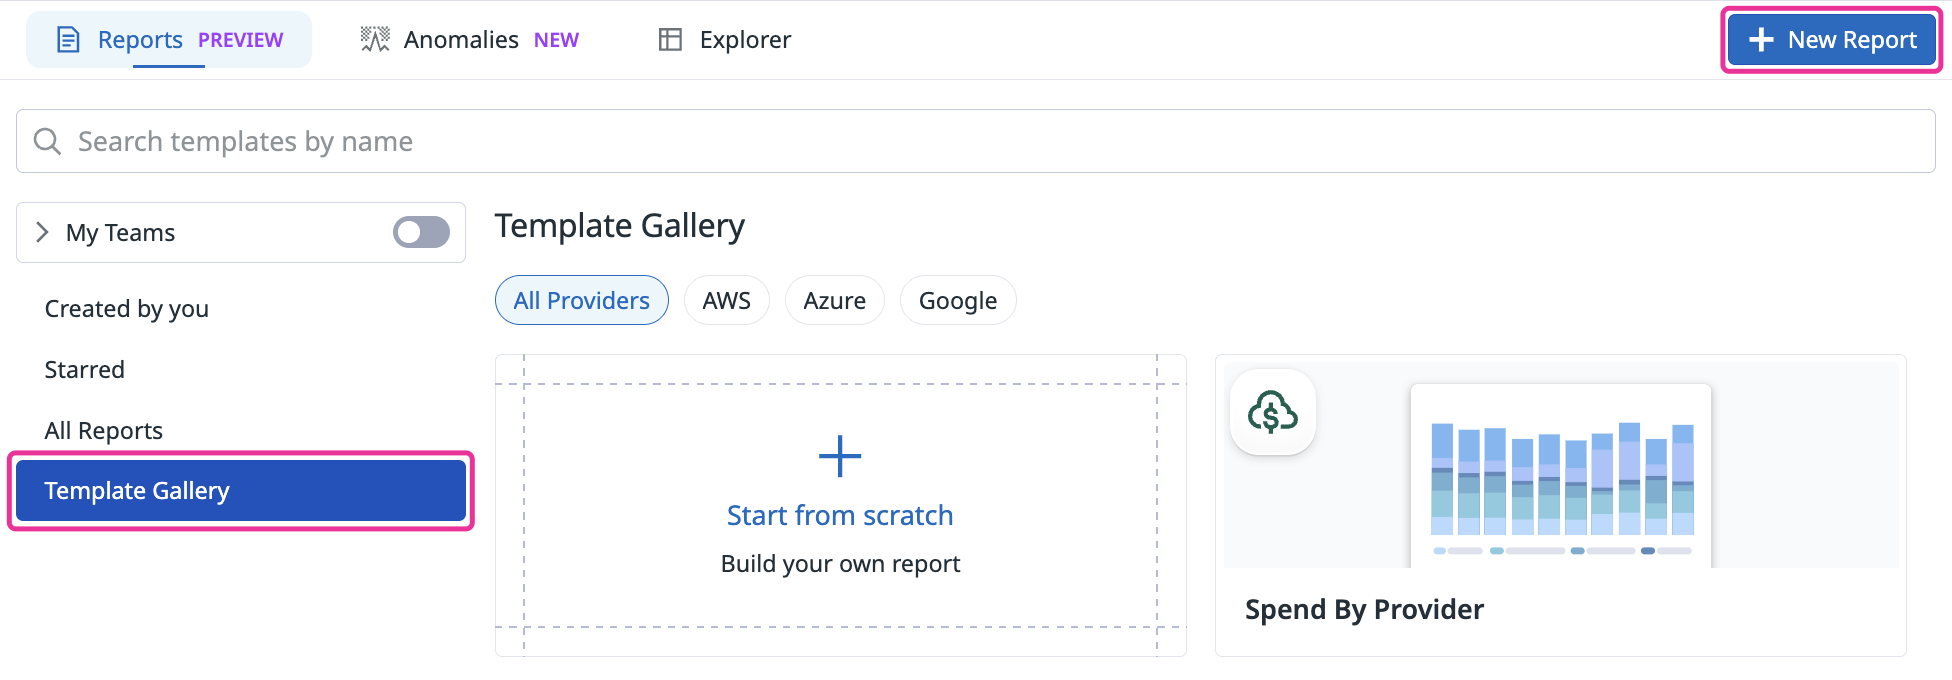 Reports PREVIEW
Anomalies NEW
Explorer
New Report
Search templates by name
My Teams
Created by you
Starred
All Reports
Template Gallery
Template Gallery
All Providers
AWS
Azure
Google
Start from scratch
Build your own report
Spend By Provider